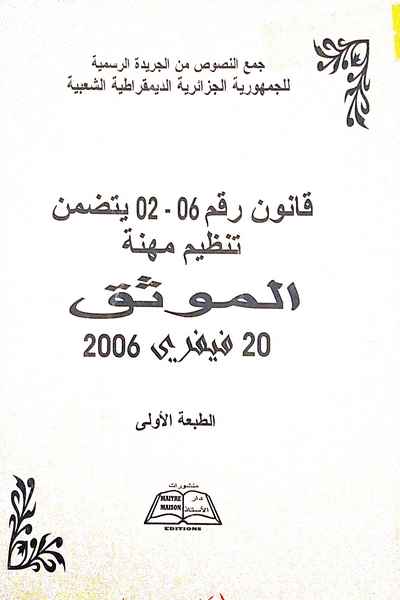 جمع النصوص من الجريدة الرسمية
للجمهورية الجزائرية الديمقراطية الشعبية
قانون رقم 06 - 02 يتضمن
تنظيم مهنة
الموثق
20 فيفري 2006
الطبعة الأولى
منشورات
MAITRE دار
MAISON الأستاذ
EDITIONS